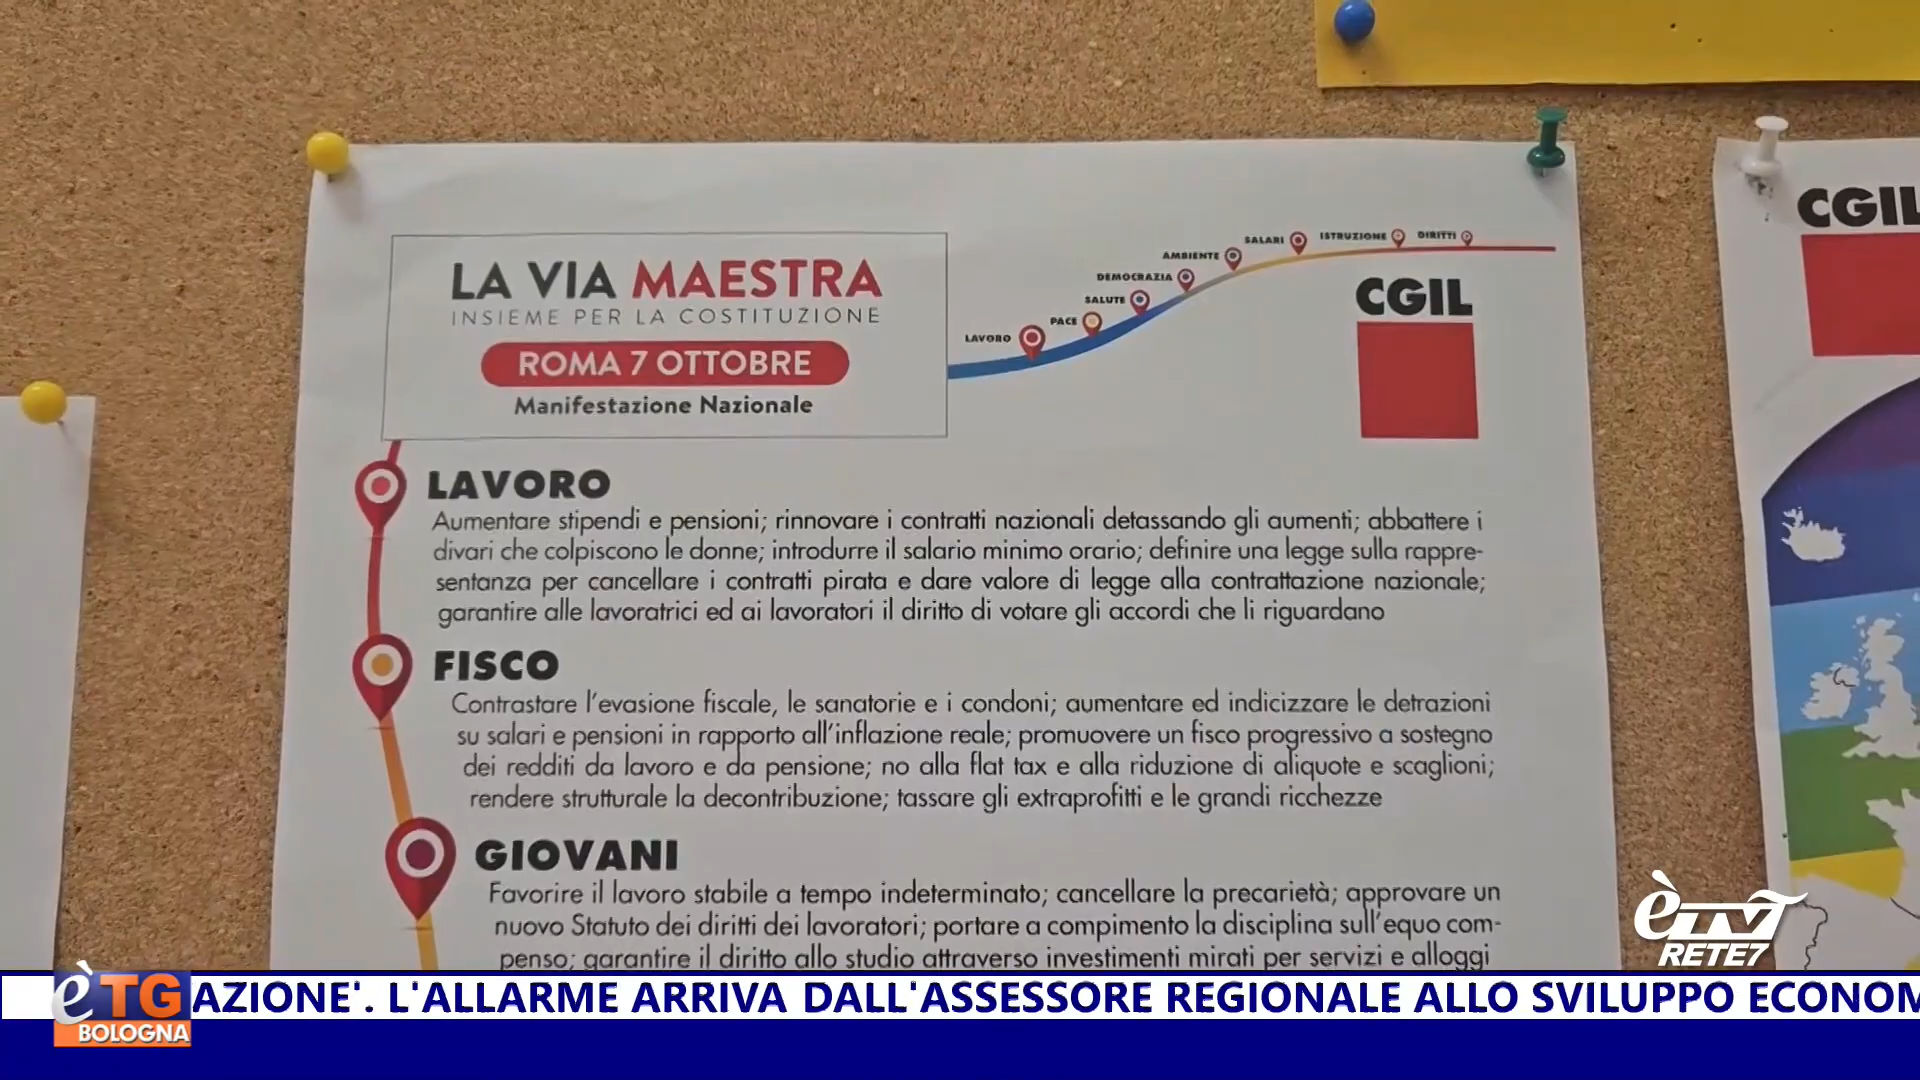 LA VIA MAESTRA
INSIEME PER LA COSTITUZIONE
ROMA 7 OTTOBRE
Manifestazione Nazionale
LAVORO
PACE
SALUTE
DEMOCRAZIA
AMBIENTE
SALARI
ISTRUZIONE
DIRITTI
CGIL
CGIL
LAVORO
Aumentare stipendi e pensioni; rinnovare i contratti nazionali detassando gli aumenti; abbattere i
divari che colpiscono le donne; introdurre il salario minimo orario; definire una legge sulla rappre-
sentanza per cancellare i contratti pirata e dare valore di legge alla contrattazione nazionale;
garantire alle lavoratrici ed ai lavoratori il diritto di votare gli accordi che li riguardano
FISCO
Contrastare l'evasione fiscale, le sanatorie e i condoni; aumentare ed indicizzare le detrazioni
su salari e pensioni in rapporto all'inflazione reale; promuovere un fisco progressivo a sostegno
dei redditi da lavoro e da pensione; no alla flat tax e alla riduzione di aliquote e scaglioni;
rendere strutturale la decontribuzione; tassare gli extraprofitti e le grandi ricchezze
GIOVANI
Favorire il lavoro stabile a tempo indeterminato; cancellare la precarietà; approvare un
nuovo Statuto dei diritti dei lavoratori; portare a compimento la disciplina sull'equo com-
penso; garantire il diritto allo studio attraverso investimenti mirati per servizi e alloggi
èTV
RETE7
èTG
BOLOGNA
AZIONE'. L'ALLARME ARRIVA DALL'ASSESSORE REGIONALE ALLO SVILUPPO ECONOM